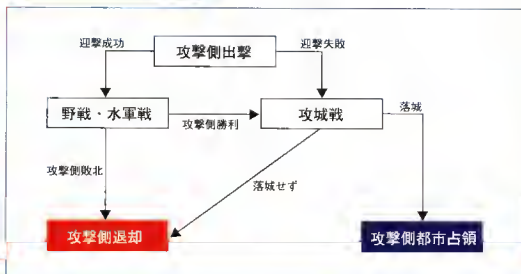 迎撃成功
攻撃側出撃
迎撃失敗
野戦・水軍戦
攻撃側勝利
攻城戦
落城
攻撃側敗北
落城せず
攻撃側退却
攻撃側都市占領